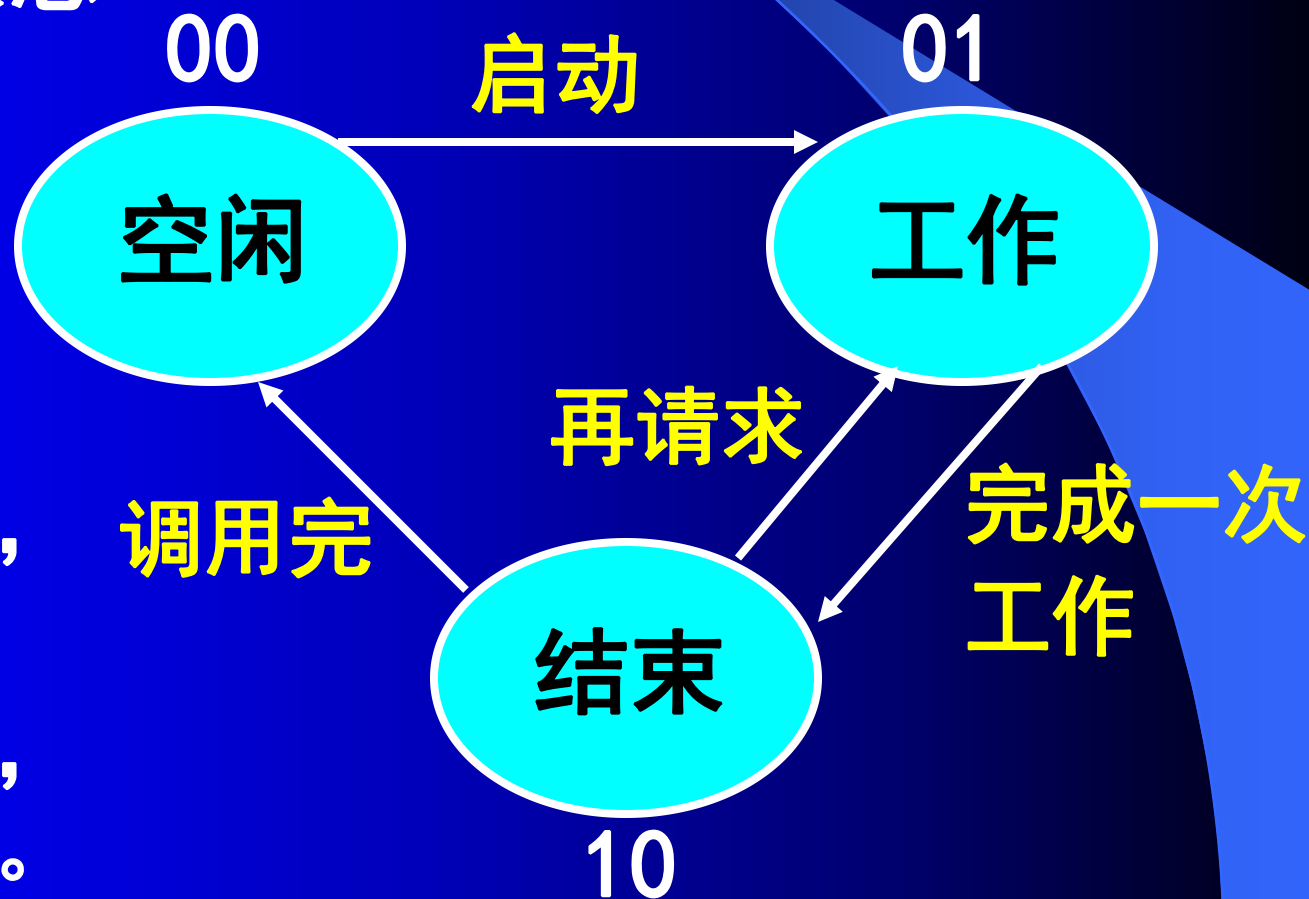 00
01
启动
空闲
工作
再请求
调用完
完成一次
工作
，
结束
，
10
。